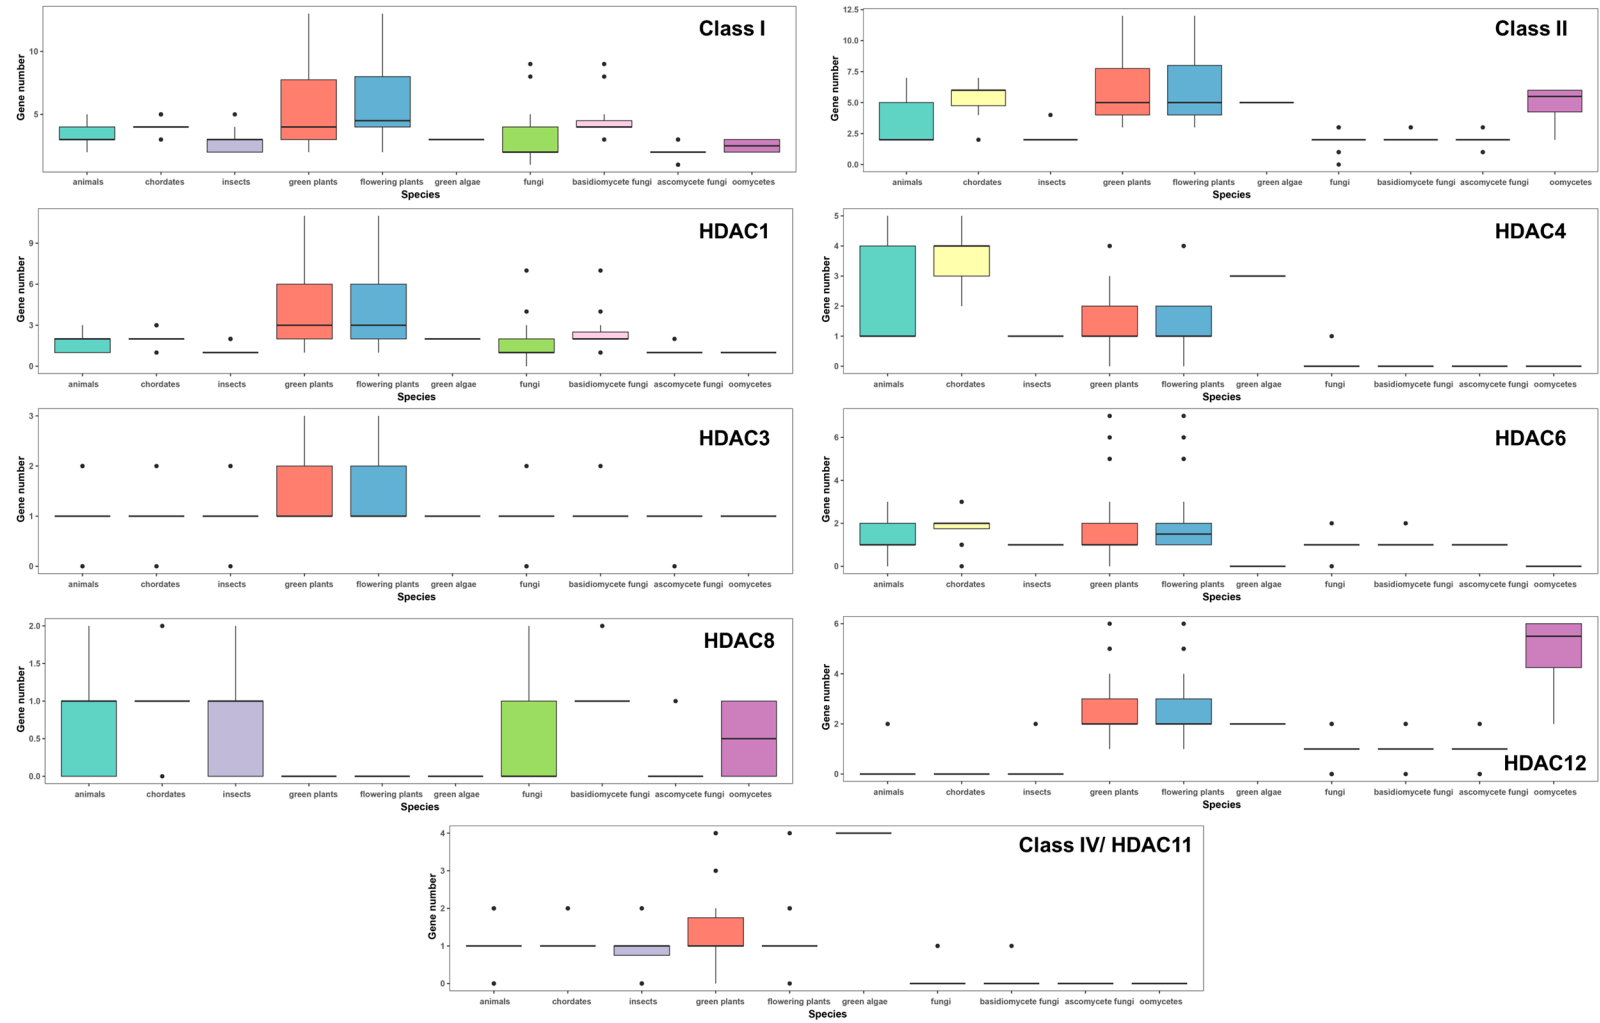 Class I
Gene number
10
5
animals chordates insects green plants flowering plants green algae fungi basidiomycete fungi ascomycete fungi oomycetes
Species
Class II
Gene number
12.5
10.0
7.5
5.0
2.5
0.0
animals chordates insects green plants flowering plants green algae fungi basidiomycete fungi ascomycete fungi oomycetes
Species
HDAC1
Gene number
9
6
3
0
animals chordates insects green plants flowering plants green algae fungi basidiomycete fungi ascomycete fungi oomycetes
Species
HDAC4
Gene number
5
4
3
2
1
0
animals chordates insects green plants flowering plants green algae fungi basidiomycete fungi ascomycete fungi oomycetes
Species
HDAC3
Gene number
3
2
1
0
animals chordates insects green plants flowering plants green algae fungi basidiomycete fungi ascomycete fungi oomycetes
Species
HDAC6
Gene number
6
4
2
0
animals chordates insects green plants flowering plants green algae fungi basidiomycete fungi ascomycete fungi oomycetes
Species
HDAC8
Gene number
2.0
1.5
1.0
0.5
0.0
animals chordates insects green plants flowering plants green algae fungi basidiomycete fungi ascomycete fungi oomycetes
Species
HDAC12
Gene number
6
4
2
0
animals chordates insects green plants flowering plants green algae fungi basidiomycete fungi ascomycete fungi oomycetes
Species
Class IV/ HDAC11
Gene number
4
3
2
1
0
animals chordates insects green plants flowering plants green algae fungi basidiomycete fungi ascomycete fungi oomycetes
Species